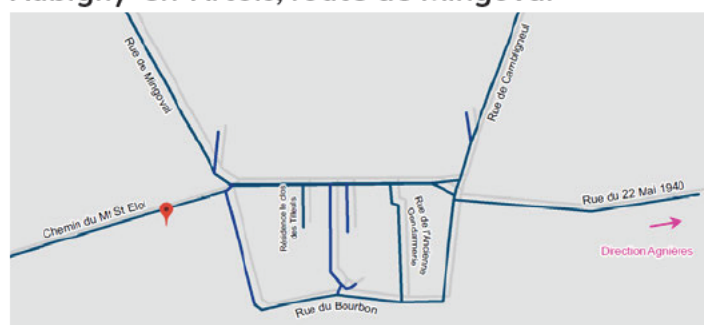 Rue de Mingoval
Rue de Cambligneul
Chemin du Mt St Eloi
Résidence le clos
des Tilleuls
Rue de l'Ancienne
Gendarmerie
Rue du 22 Mai 1940
Direction Agnières
Rue du Bourbon